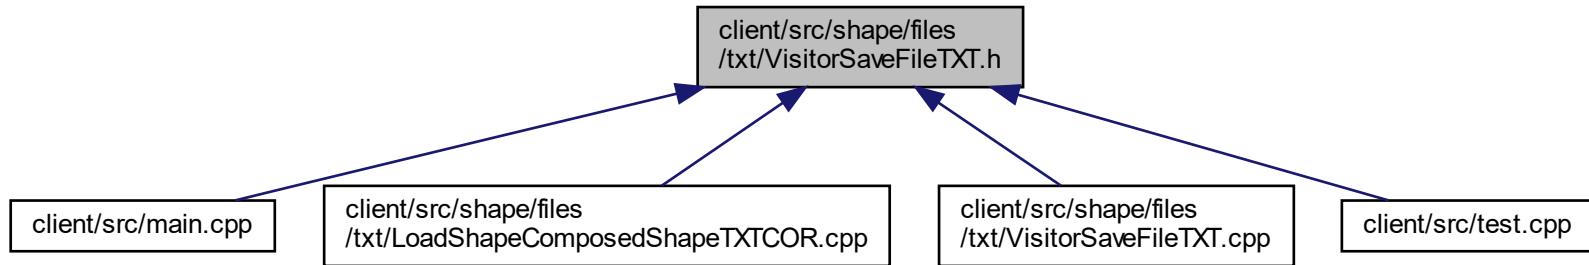 client/src/shape/files
/txt/VisitorSaveFileTXT.h
client/src/main.cpp
client/src/shape/files
/txt/LoadShapeComposedShapeTXTCOR.cpp
client/src/shape/files
/txt/VisitorSaveFileTXT.cpp
client/src/test.cpp